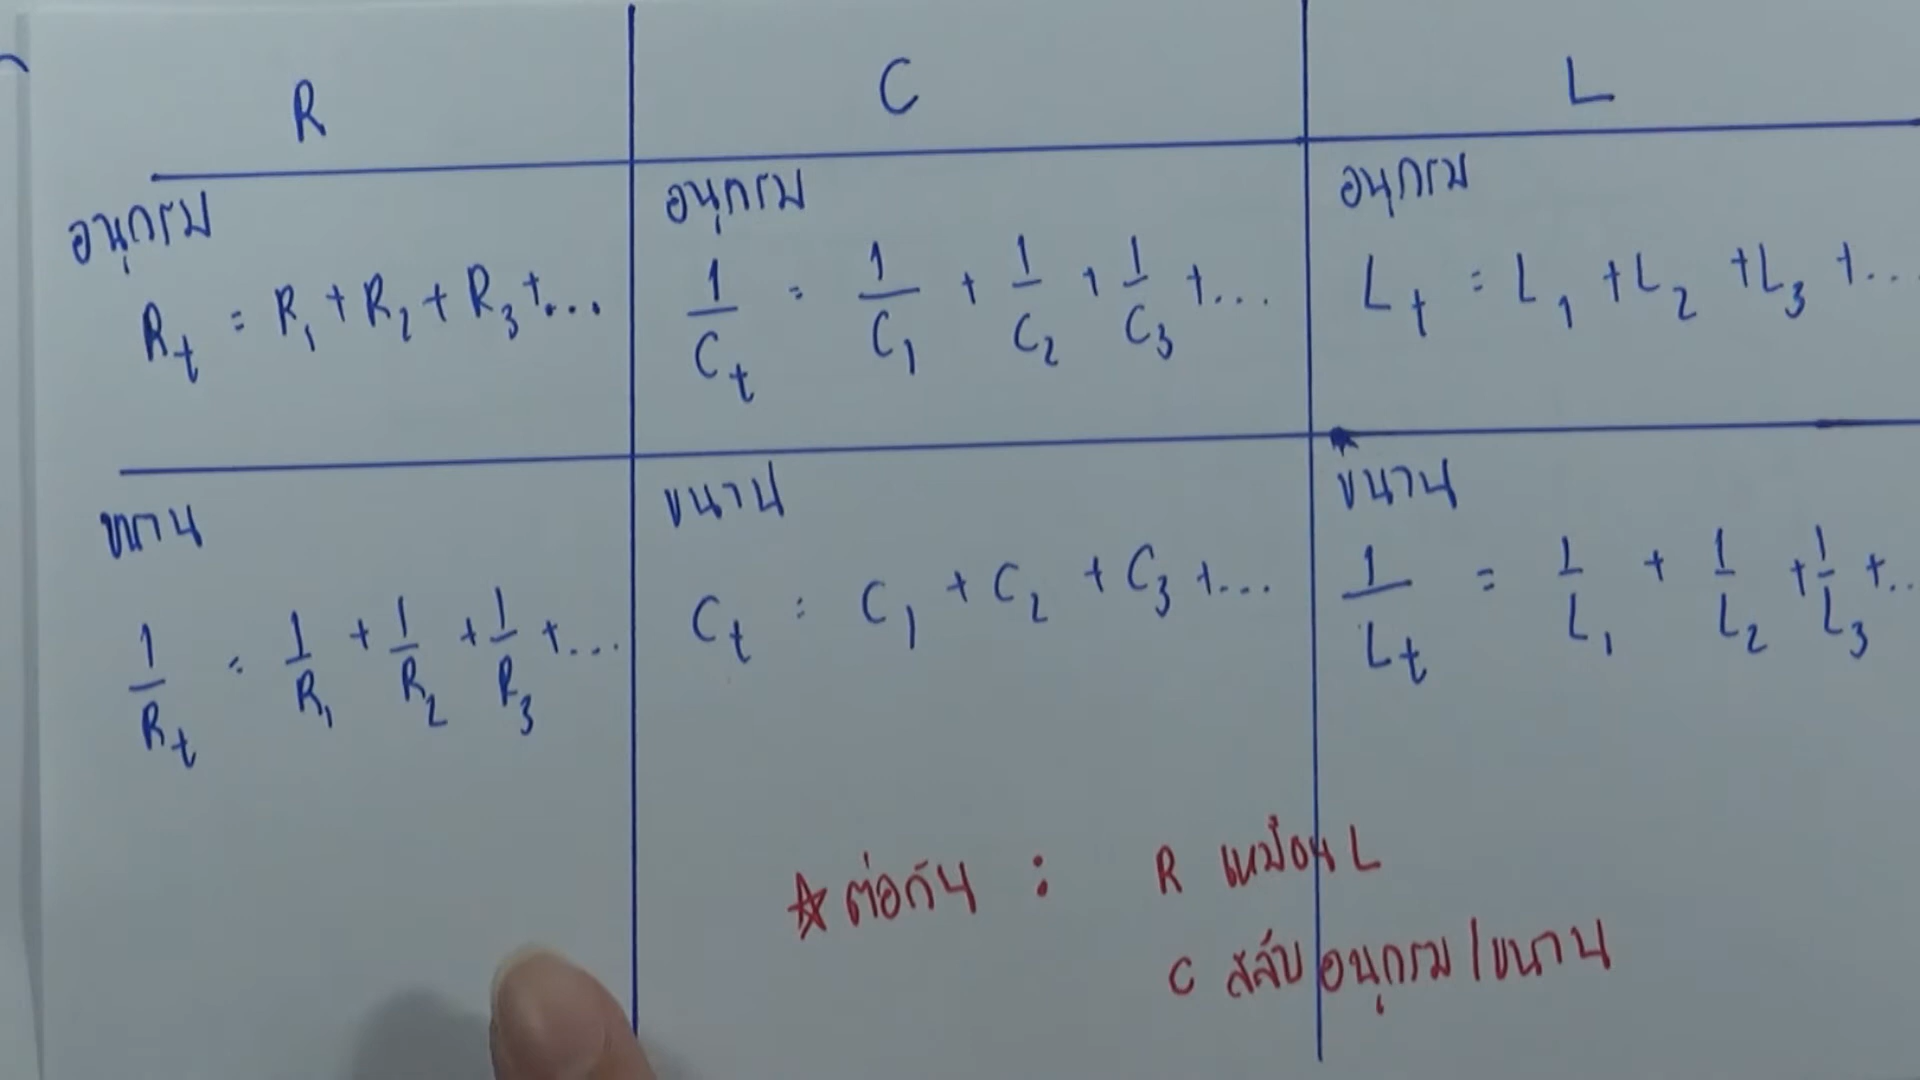 R
C
L
อนุกรม
Rt = R1 + R2 + R3 + ...
อนุกรม
1/Ct = 1/C1 + 1/C2 + 1/C3 + ...
อนุกรม
Lt = L1 + L2 + L3 + ...
ขนาน
1/Rt = 1/R1 + 1/R2 + 1/R3 + ...
ขนาน
Ct = C1 + C2 + C3 + ...
ขนาน
1/Lt = 1/L1 + 1/L2 + 1/L3 + ...
☆ ต่อกัน : R เหมือน L
C สลับ อนุกรม / ขนาน